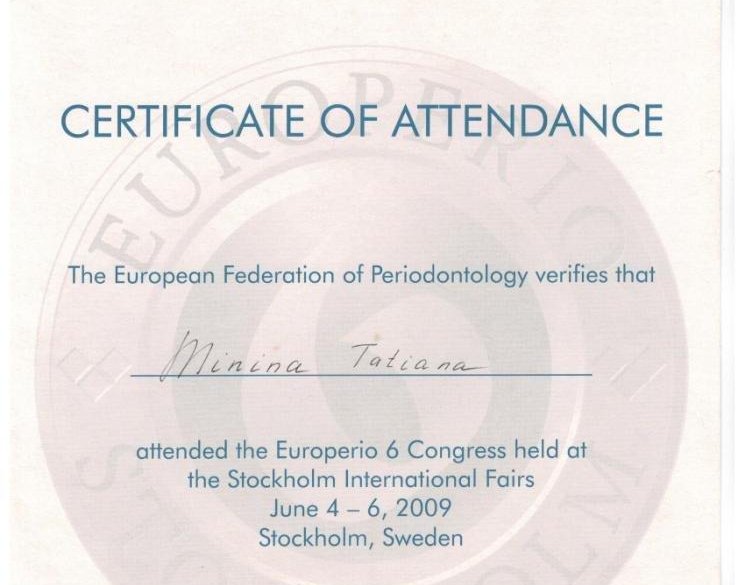 EUROPERIO
CERTIFICATE OF ATTENDANCE
The European Federation of Periodontology verifies that
Minina Tatiana
attended the Europerio 6 Congress held at
the Stockholm International Fairs
June 4 – 6, 2009
Stockholm, Sweden